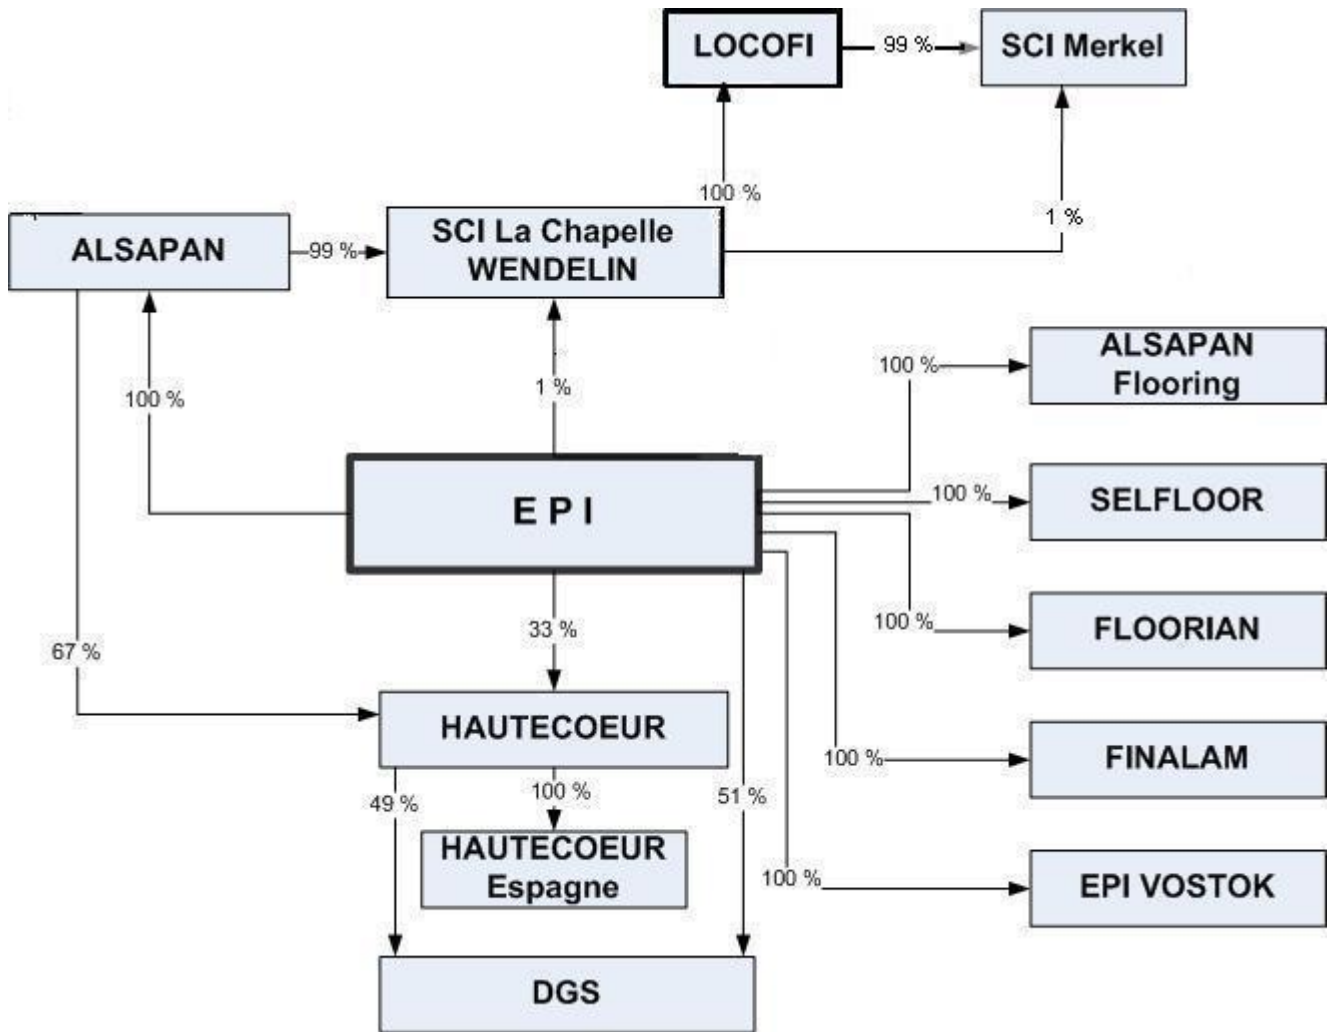 LOCOFI
99 %
SCI Merkel
100 %
1 %
ALSAPAN
99 %
SCI La Chapelle
WENDELIN
100 %
1 %
100 %
ALSAPAN
Flooring
E P I
100 %
SELFLOOR
67 %
33 %
100 %
FLOORIAN
HAUTECOEUR
100 %
FINALAM
49 %
100 %
51 %
HAUTECOEUR
Espagne
100 %
EPI VOSTOK
DGS